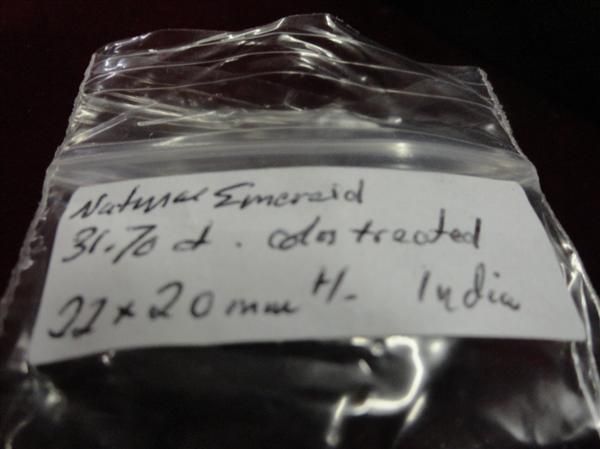 Natural Emerald
31.70 ct. color treated
22 x 20 mm +/- India